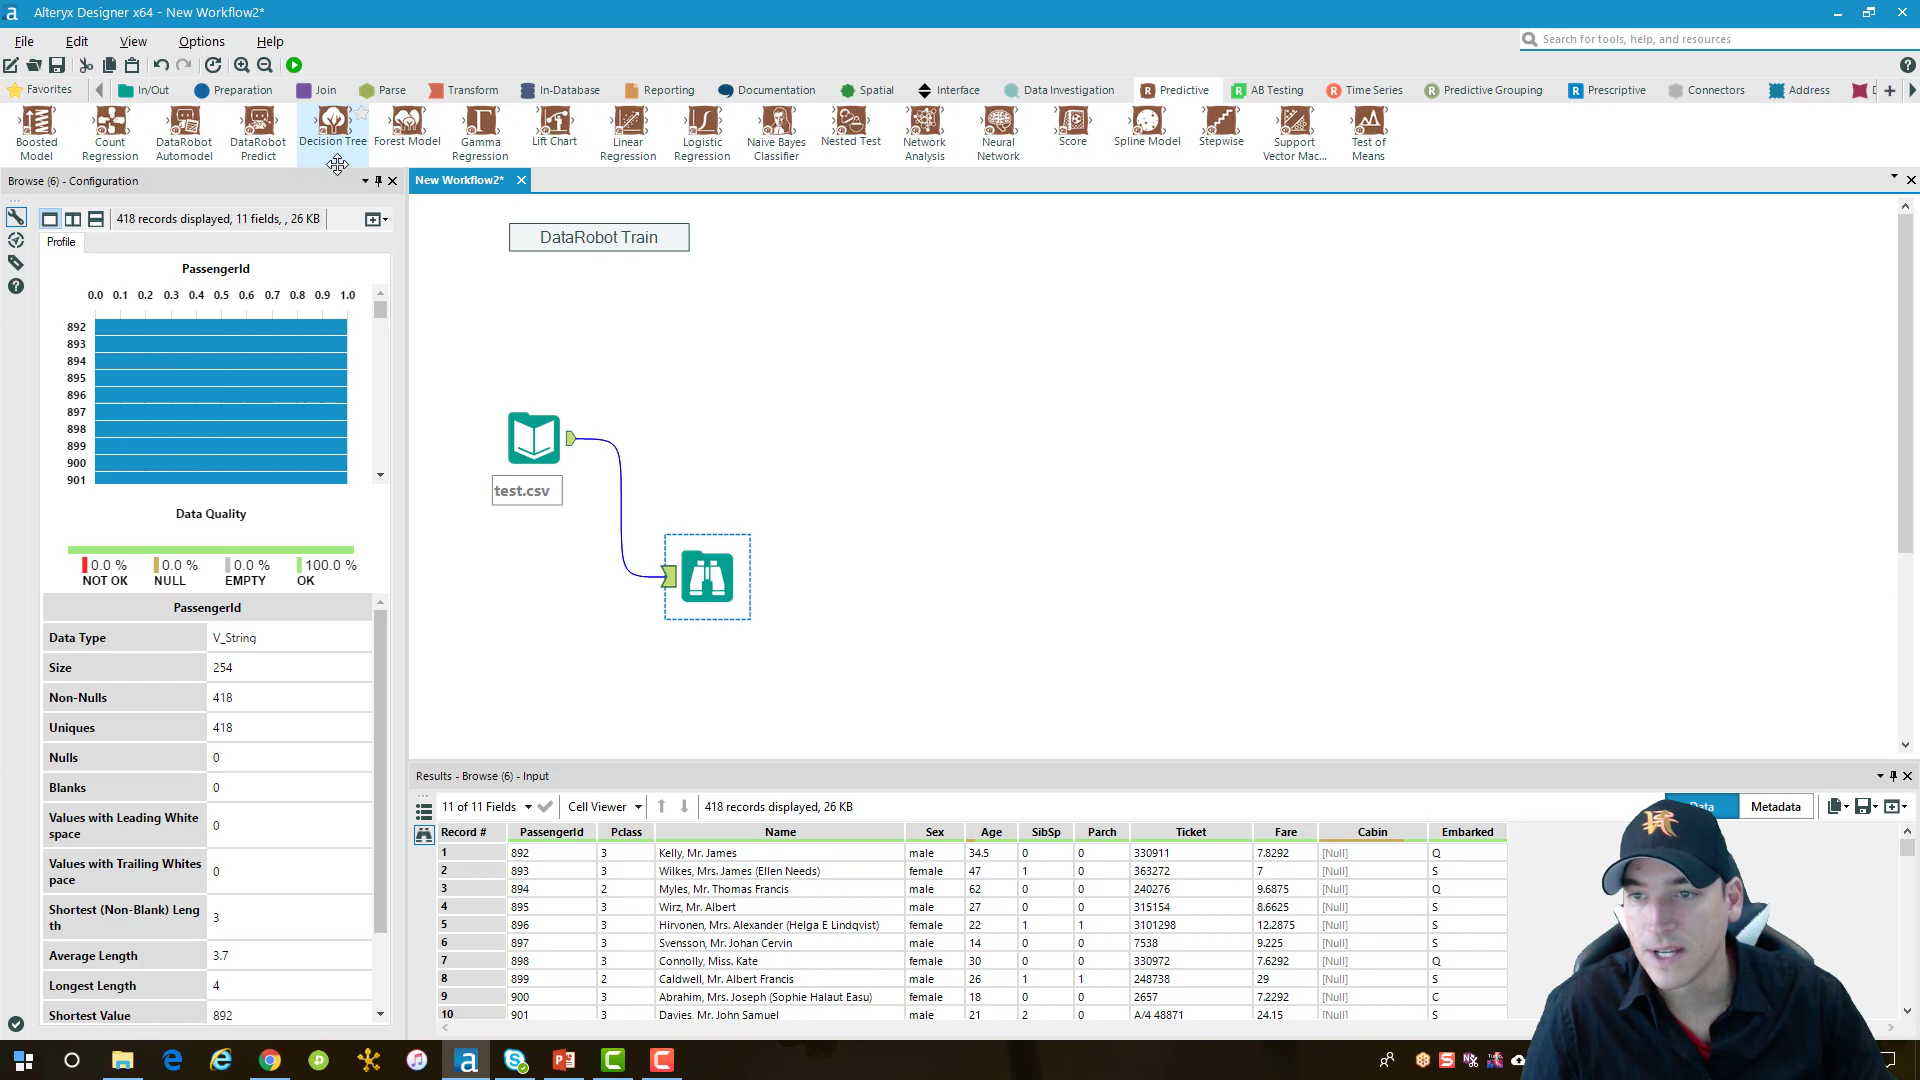 Alteryx Designer x64 - New Workflow2*
File Edit View Options Help
Search for tools, help, and resources
Favorites In/Out Preparation Join Parse Transform In-Database Reporting Documentation Spatial Interface Data Investigation Predictive AB Testing Time Series Predictive Grouping Prescriptive Connectors Address
Boosted Model Count Regression DataRobot Automodel DataRobot Predict Decision Tree Forest Model Gamma Regression Lift Chart Linear Regression Logistic Regression Naive Bayes Classifier Nested Test Network Analysis Neural Network Score Spline Model Stepwise Support Vector Mac... Test of Means
Browse (6) - Configuration
New Workflow2*
418 records displayed, 11 fields, , 26 KB
Profile
PassengerId
0.0 0.1 0.2 0.3 0.4 0.5 0.6 0.7 0.8 0.9 1.0
892
893
894
895
896
897
898
899
900
901
Data Quality
0.0 % 0.0 % 0.0 % 100.0 %
NOT OK NULL EMPTY OK
PassengerId
Data Type V_String
Size 254
Non-Nulls 418
Uniques 418
Nulls 0
Blanks 0
Values with Leading White
space 0
Values with Trailing Whites
pace 0
Shortest (Non-Blank) Leng
th 3
Average Length 3.7
Longest Length 4
Shortest Value 892
DataRobot Train
test.csv
Results - Browse (6) - Input
11 of 11 Fields Cell Viewer 418 records displayed, 26 KB Data Metadata
Record # PassengerId Pclass Name Sex Age SibSp Parch Ticket Fare Cabin Embarked
1 892 3 Kelly, Mr. James male 34.5 0 0 330911 7.8292 [Null] Q
2 893 3 Wilkes, Mrs. James (Ellen Needs) female 47 1 0 363272 7 [Null] S
3 894 2 Myles, Mr. Thomas Francis male 62 0 0 240276 9.6875 [Null] Q
4 895 3 Wirz, Mr. Albert male 27 0 0 315154 8.6625 [Null] S
5 896 3 Hirvonen, Mrs. Alexander (Helga E Lindqvist) female 22 1 1 3101298 12.2875 [Null] S
6 897 3 Svensson, Mr. Johan Cervin male 14 0 0 7538 9.225 [Null] S
7 898 3 Connolly, Miss. Kate female 30 0 0 330972 7.6292 [Null] Q
8 899 2 Caldwell, Mr. Albert Francis male 26 1 1 248738 29 [Null] S
9 900 3 Abrahim, Mrs. Joseph (Sophie Halaut Easu) female 18 0 0 2657 7.2292 [Null] C
10 901 3 Davies, Mr. John Samuel male 21 2 0 A/4 48871 24.15 [Null] S